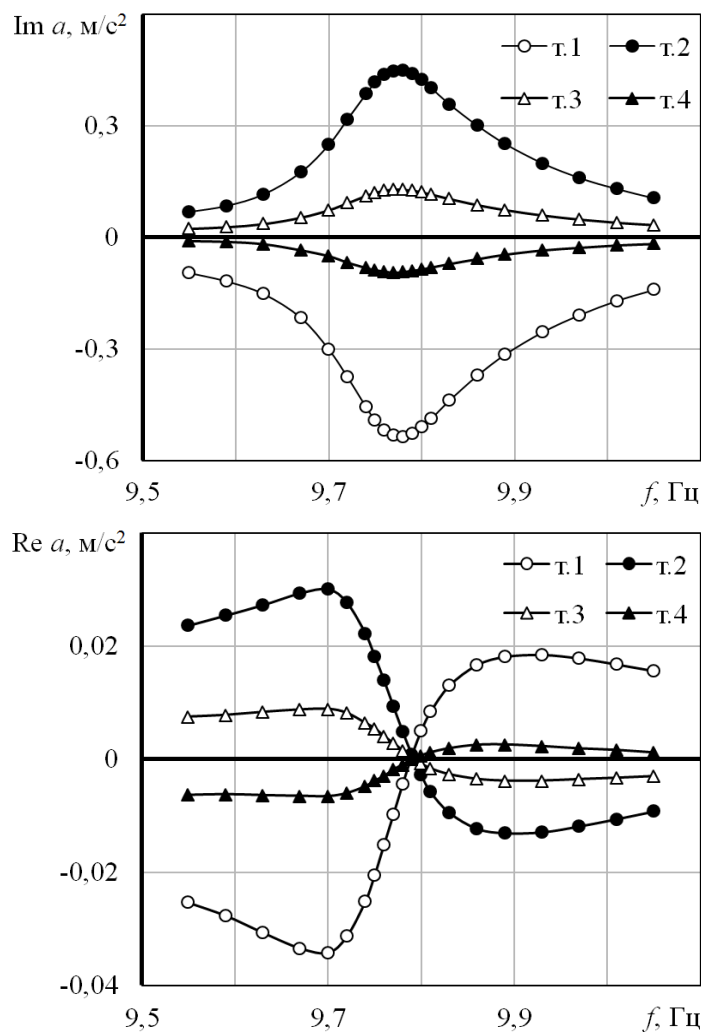 Im a, м/с²
т.1 т.2
т.3 т.4
0,3
0
-0,3
-0,6
9,5 9,7 9,9 f, Гц
Re a, м/с²
т.1 т.2
т.3 т.4
0,02
0
-0,02
-0,04
9,5 9,7 9,9 f, Гц